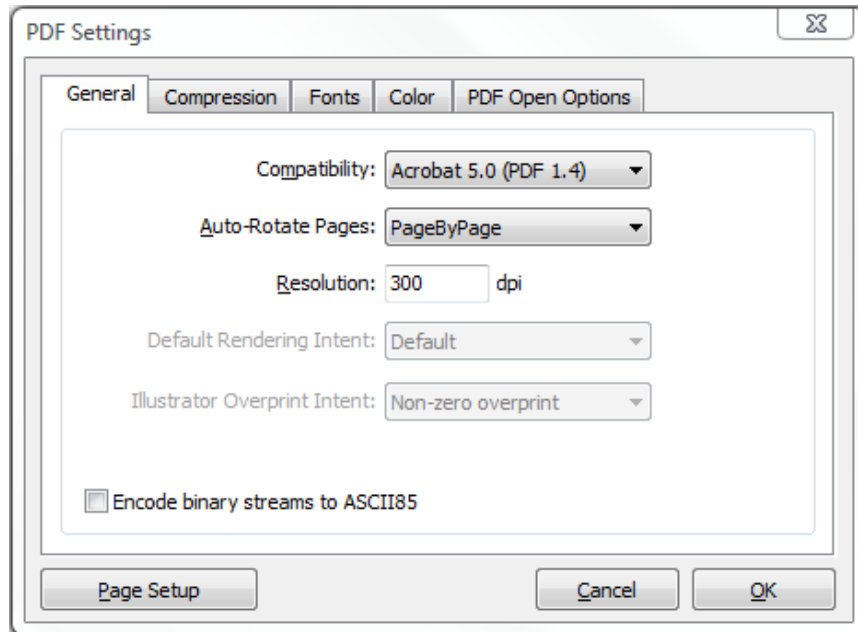 PDF Settings
General Compression Fonts Color PDF Open Options
Compatibility: Acrobat 5.0 (PDF 1.4)
Auto-Rotate Pages: PageByPage
Resolution: 300 dpi
Default Rendering Intent: Default
Illustrator Overprint Intent: Non-zero overprint
Encode binary streams to ASCII85
Page Setup Cancel OK